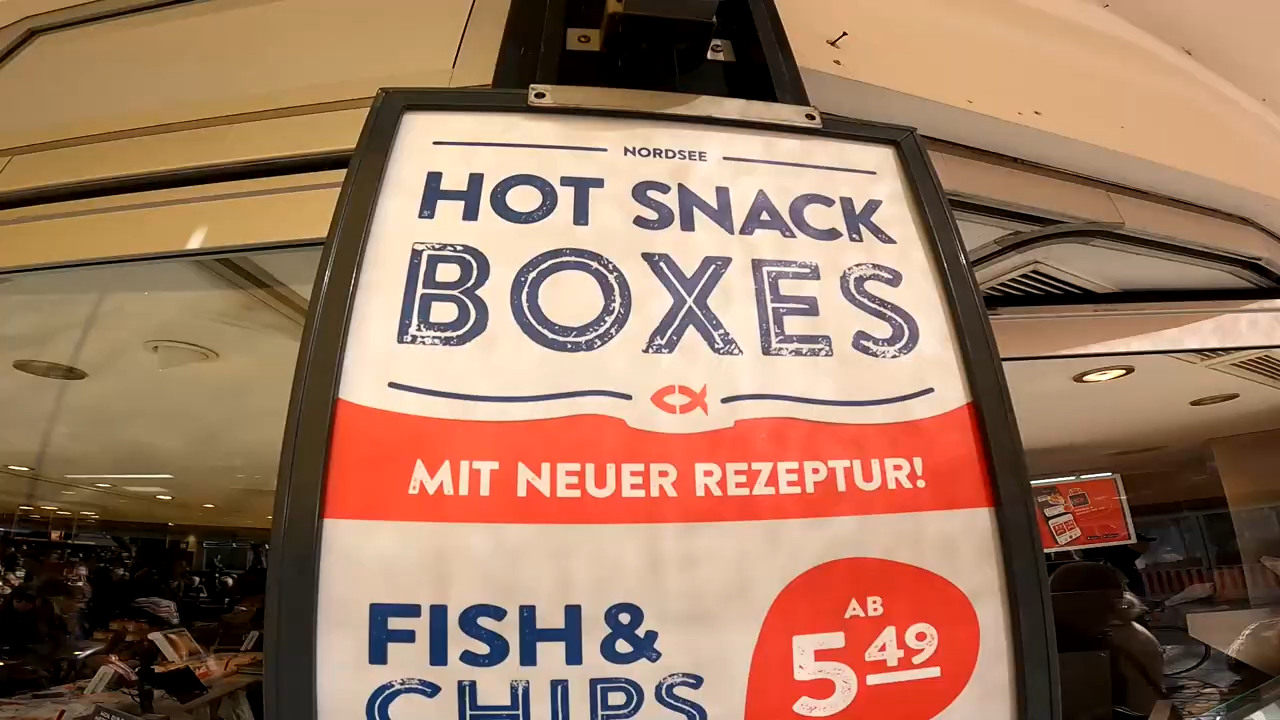 NORDSEE
HOT SNACK
BOXES
MIT NEUER REZEPTUR!
FISH &
CHIPS
AB
5.49